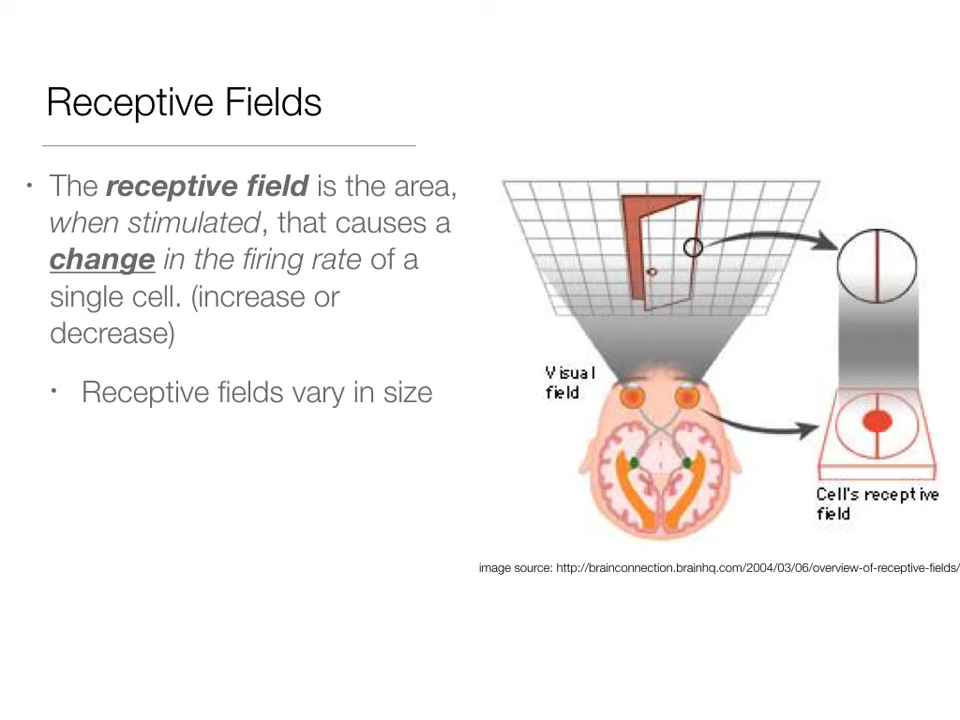 Receptive Fields
• The receptive field is the area,
when stimulated, that causes a
change in the firing rate of a
single cell. (increase or
decrease)
• Receptive fields vary in size
Visual
field
Cell's receptive
field
image source: http://brainconnection.brainhq.com/2004/03/06/overview-of-receptive-fields/